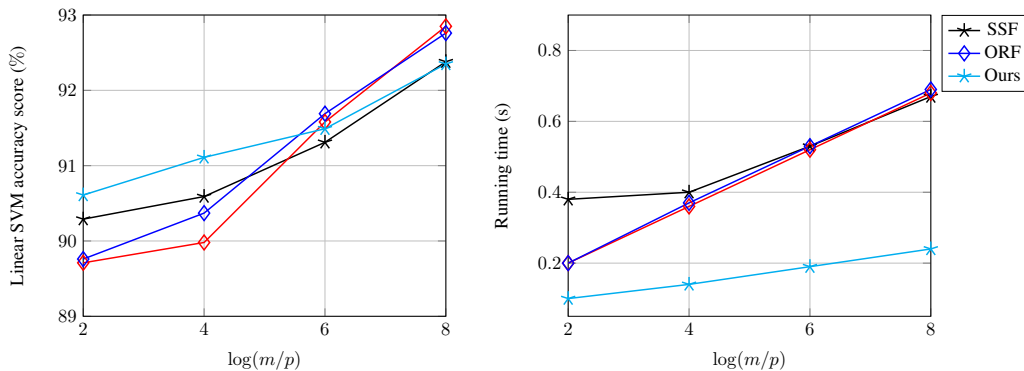 Linear SVM accuracy score (%)
93
92
91
90
89
2 4 6 8
log(m/p)
Running time (s)
0.8
0.6
0.4
0.2
2 4 6 8
log(m/p)
SSF
ORF
Ours